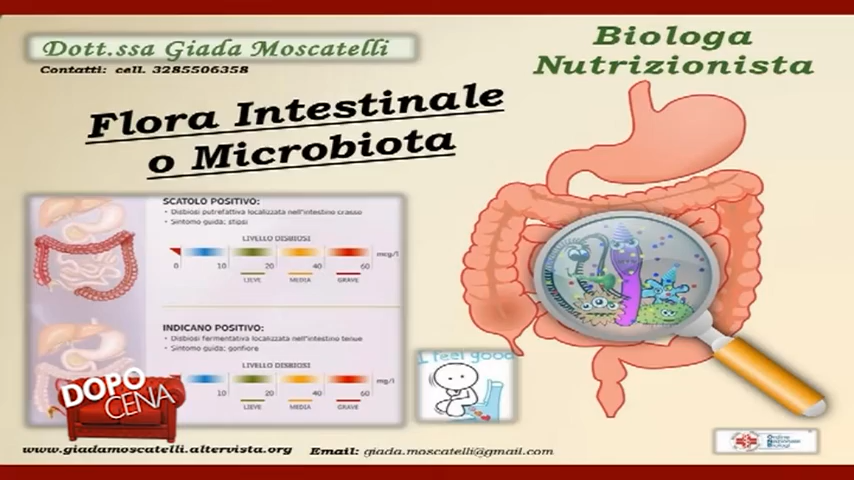 Dott.ssa Giada Moscatelli
Contatti: cell. 3285506358
Biologa
Nutrizionista
Flora Intestinale
o Microbiota
SCATOLO POSITIVO:
• Disbiosi putrefattiva localizzata nell'intestino crasso
• Sintomo guida: stipsi
LIVELLO DISBIOSI
mcg/l
0 10 20 40 60
LIEVE MEDIA GRAVE
INDICANO POSITIVO:
• Disbiosi fermentativa localizzata nell'intestino tenue
• Sintomo guida: gonfiore
LIVELLO DISBIOSI
mg/l
10 20 40 60
LIEVE MEDIA GRAVE
I feel good
DOPO
CENA
www.giadamoscatelli.altervista.org Email: giada.moscatelli@gmail.com